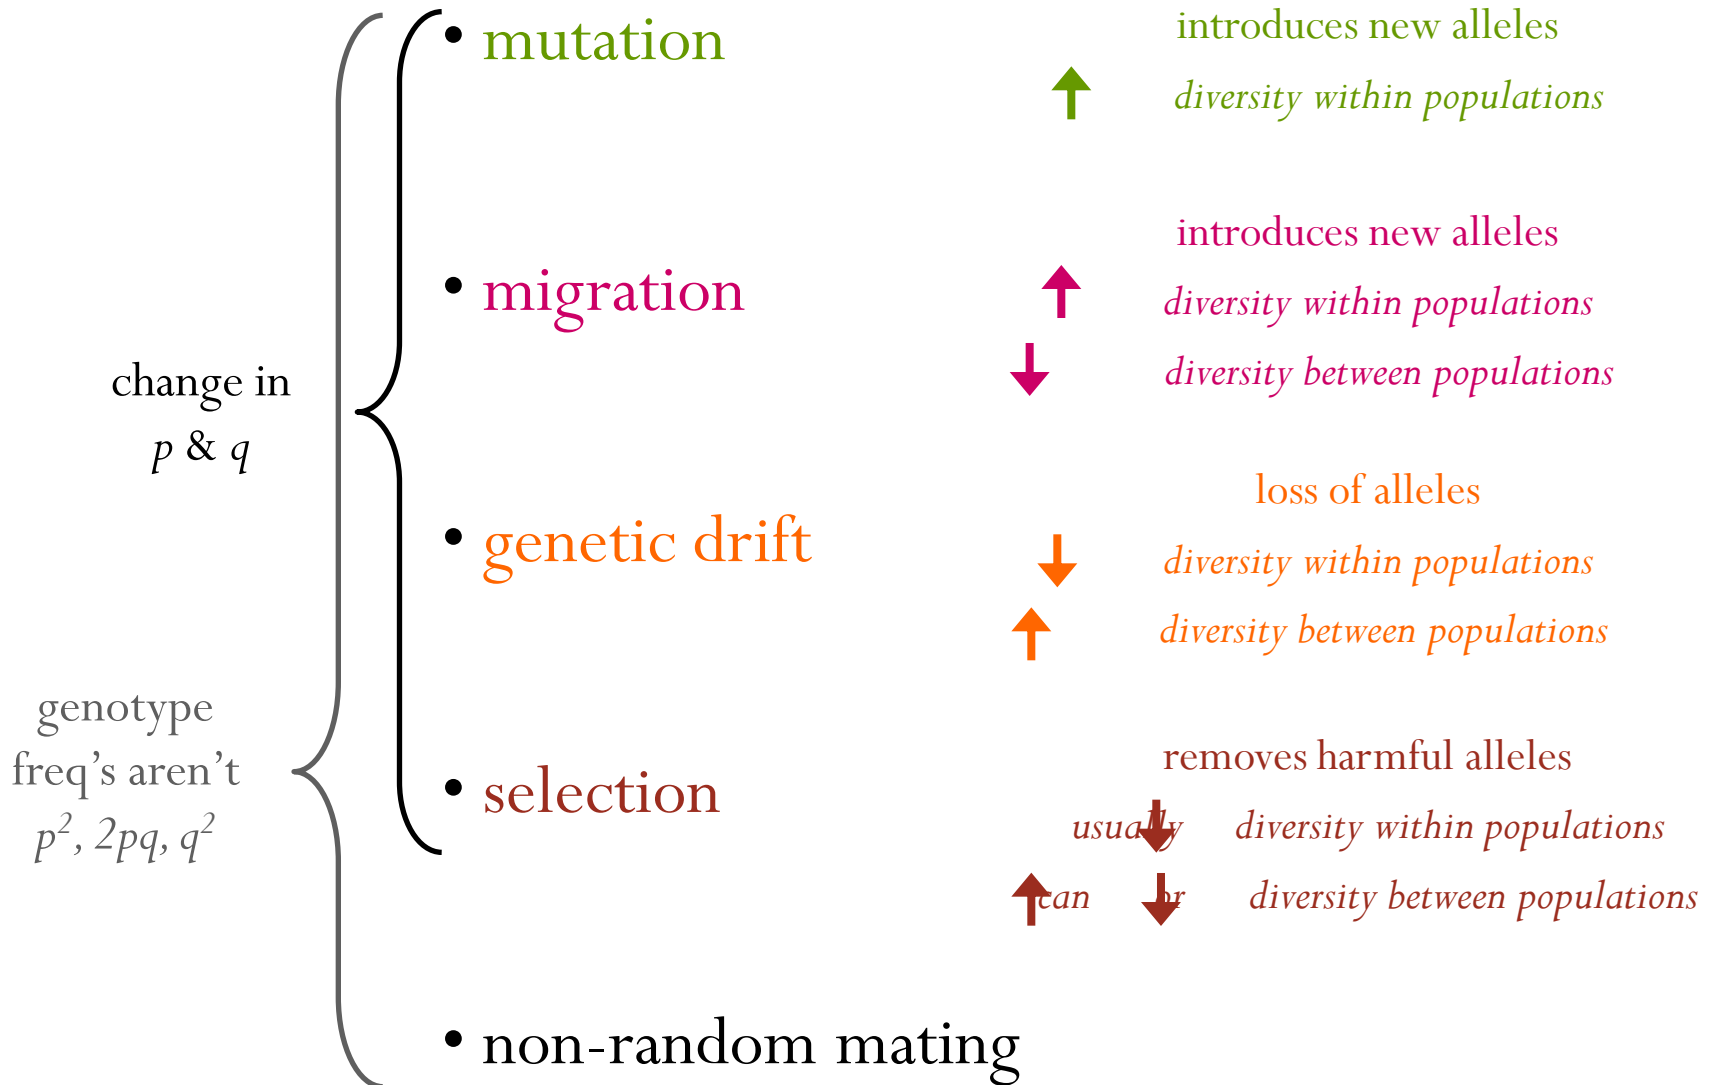 • mutation
introduces new alleles
↑ diversity within populations
• migration
introduces new alleles
↑ diversity within populations
↓ diversity between populations
change in
p & q
• genetic drift
loss of alleles
↓ diversity within populations
↑ diversity between populations
genotype
freq's aren't
p², 2pq, q²
• selection
removes harmful alleles
usually ↓ diversity within populations
can ↑ or ↓ diversity between populations
• non-random mating